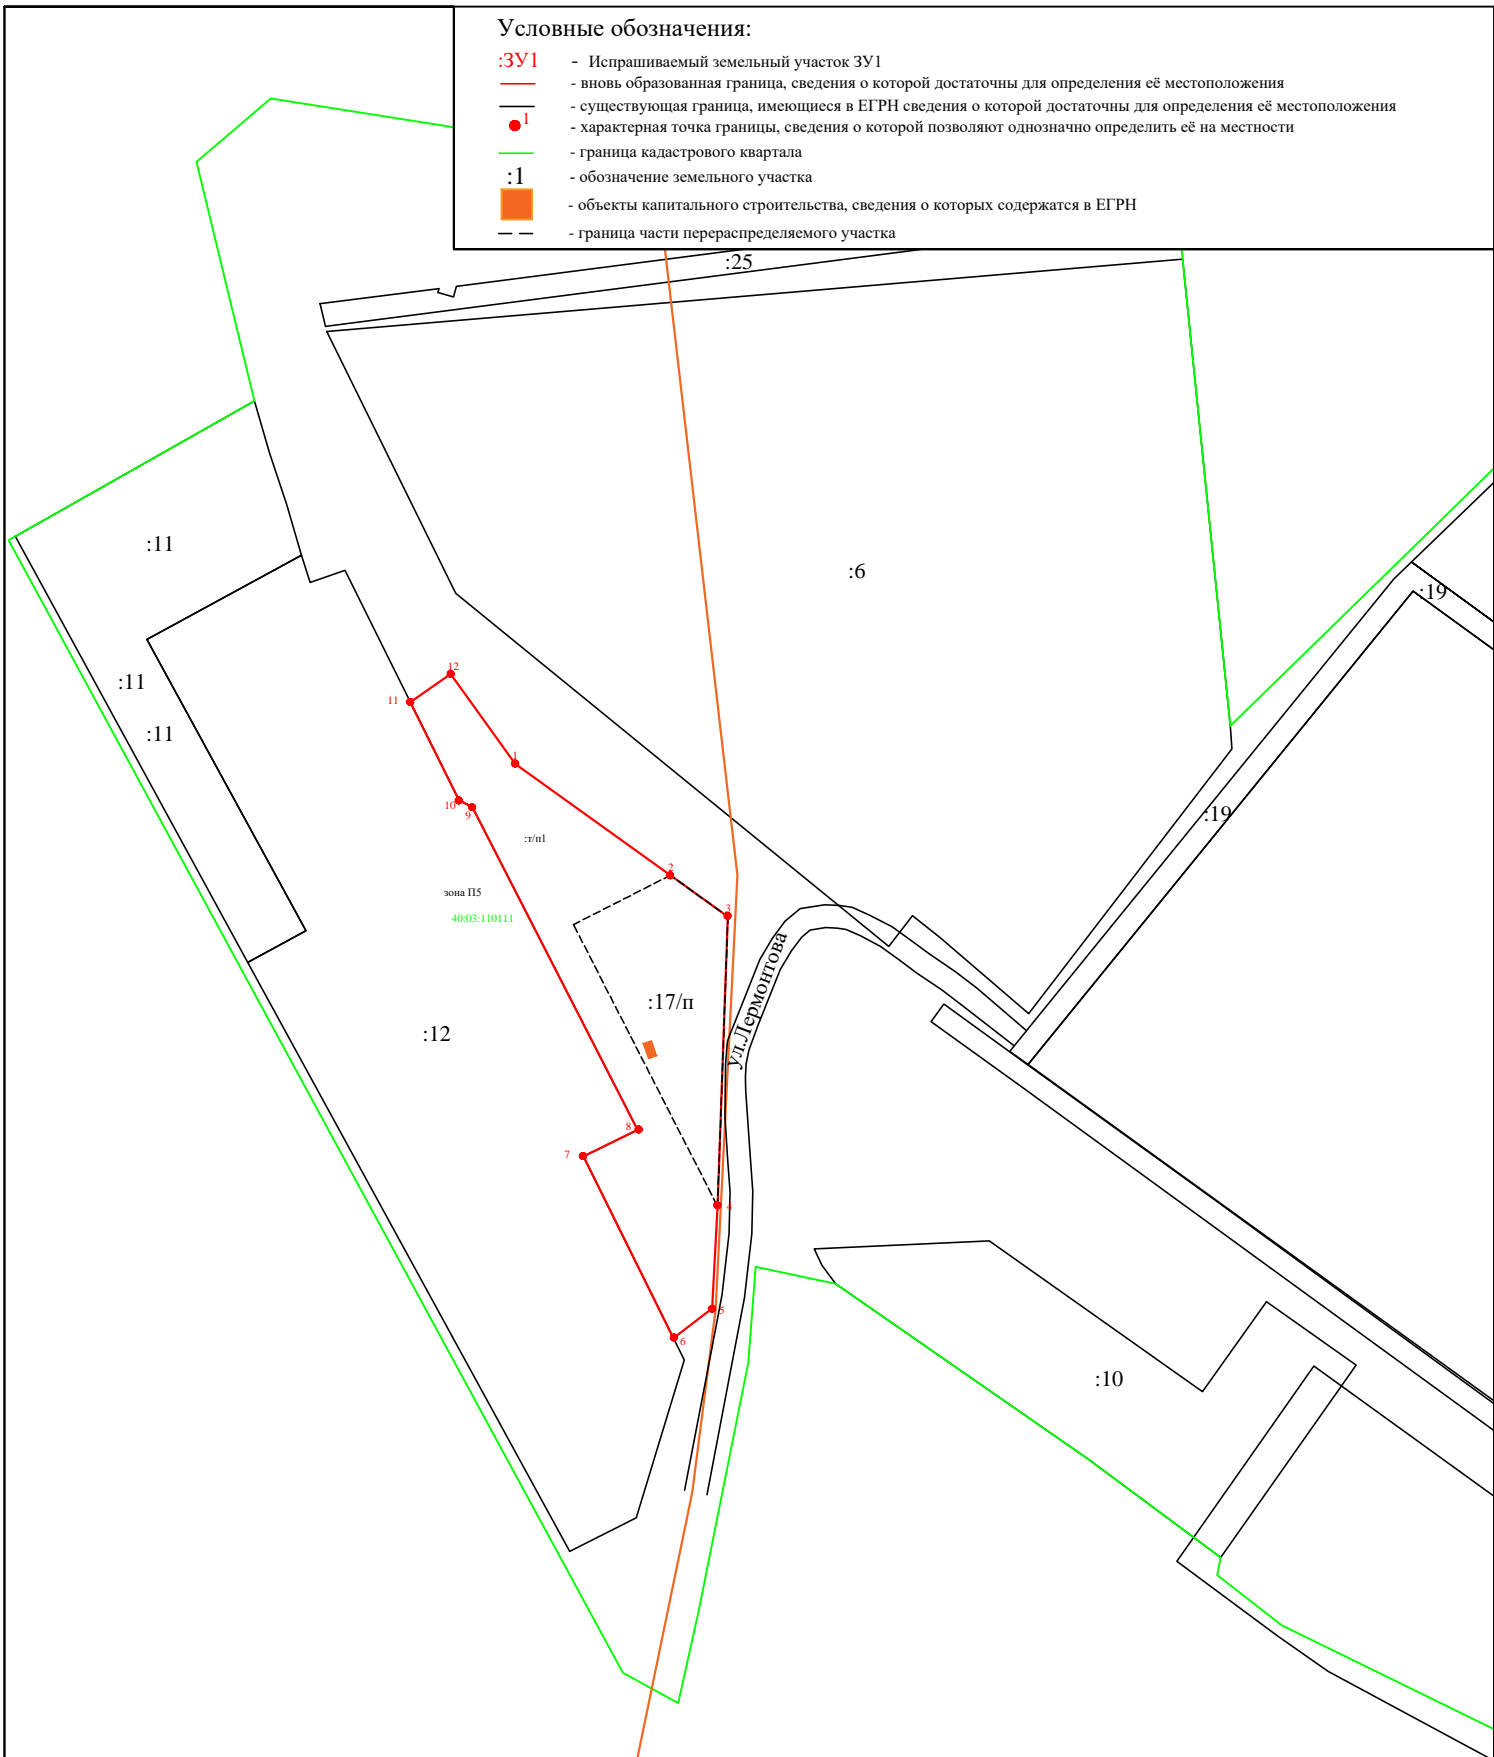 Условные обозначения:
:ЗУ1 - Испрашиваемый земельный участок ЗУ1
- вновь образованная граница, сведения о которой достаточны для определения её местоположения
- существующая граница, имеющиеся в ЕГРН сведения о которой достаточны для определения её местоположения
1 - характерная точка границы, сведения о которой позволяют однозначно определить её на местности
- граница кадастрового квартала
:1 - обозначение земельного участка
- объекты капитального строительства, сведения о которых содержатся в ЕГРН
- граница части перераспределяемого участка
:25
:11
:6
:19
12
:11
11
:11
1
10
9
:19
:т/п1
2
зона П5
3
40:03:110111
ул.Лермонтова
:17/п
:12
8
7
4
5
6
:10